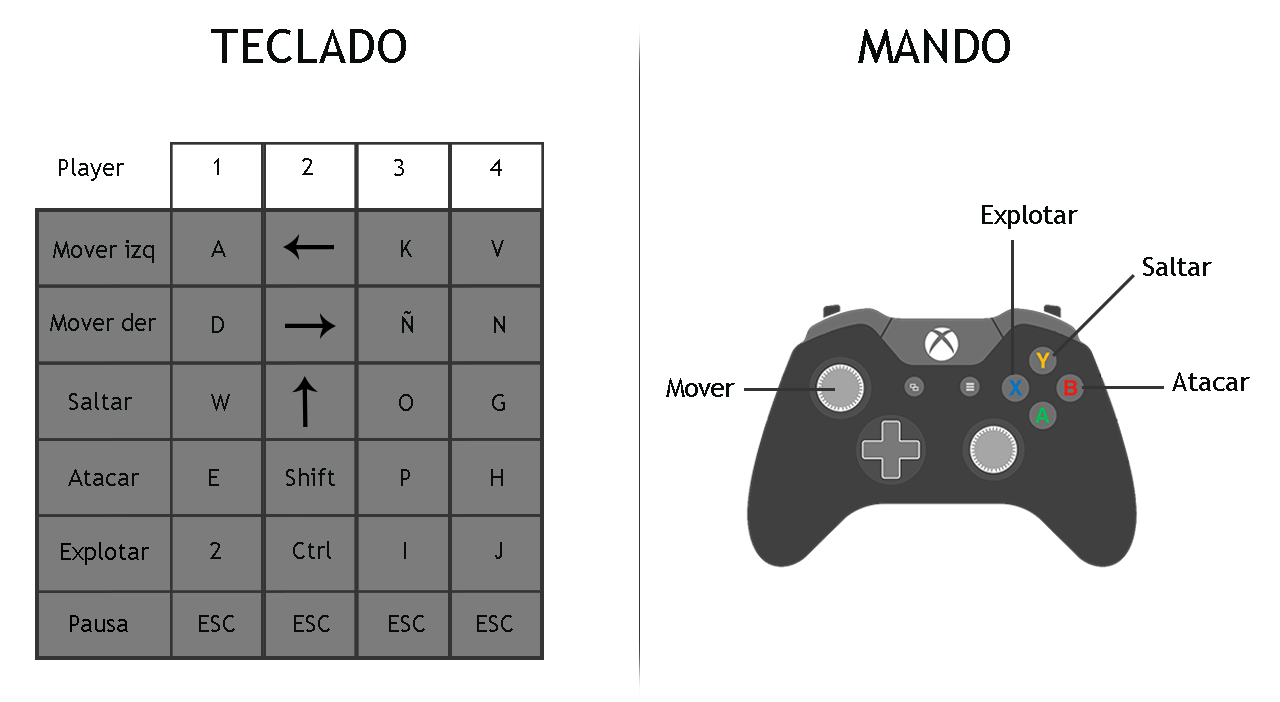 TECLADO
Player 1 2 3 4
Mover izq A ← K V
Mover der D → Ñ N
Saltar W ↑ O G
Atacar E Shift P H
Explotar 2 Ctrl I J
Pausa ESC ESC ESC ESC
MANDO
Explotar
Saltar
Atacar
Mover
Y
X B
A